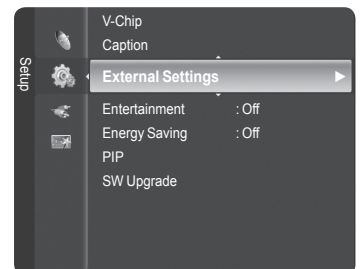 Setup
V-Chip
Caption
External Settings
Entertainment : Off
Energy Saving : Off
PIP
SW Upgrade